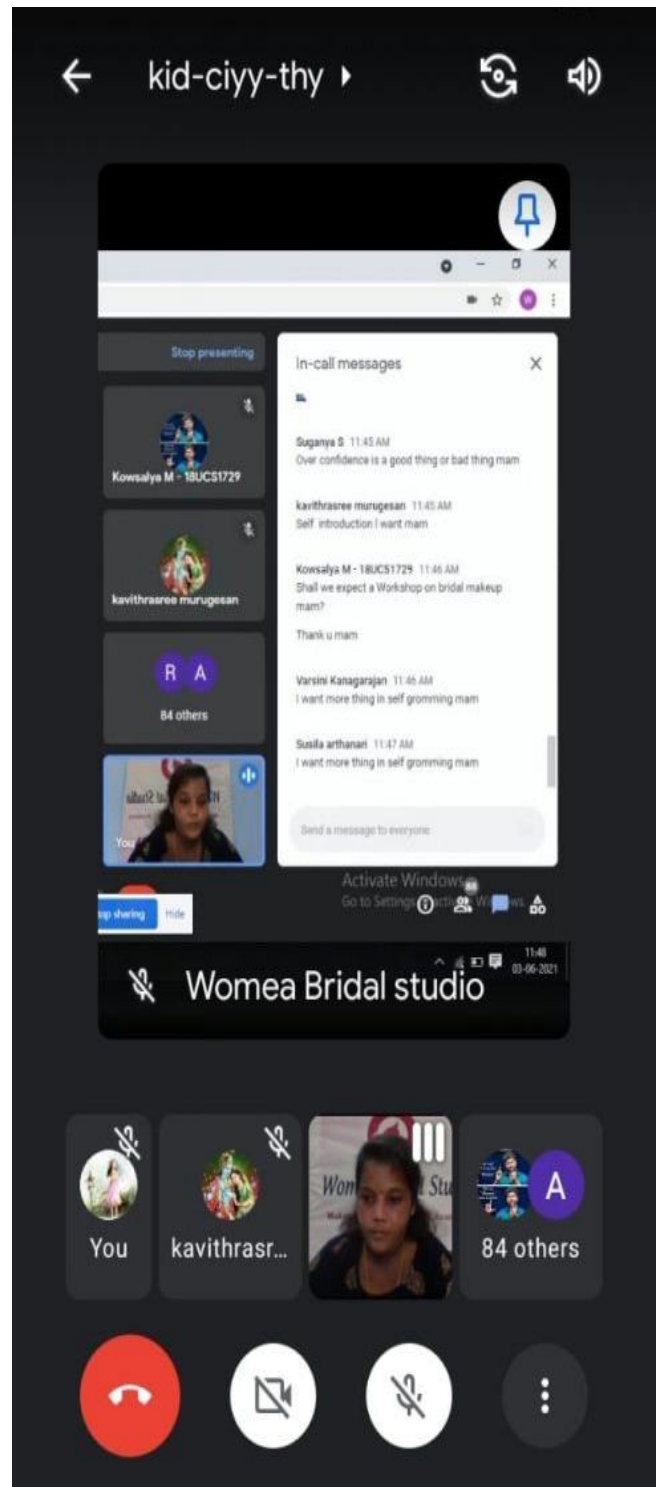 kid-ciyy-thy
Stop presenting
In-call messages
Kowsalya M - 18UCS1729
kavithrasree murugesan
R A
84 others
You
Suganya S 11:45 AM
Over confidence is a good thing or bad thing mam
kavithrasree murugesan 11:45 AM
Self introduction I want mam
Kowsalya M - 18UCS1729 11:46 AM
Shall we expect a Workshop on bridal makeup
mam?
Thank u mam
Varsini Kanagarajan 11:46 AM
I want more thing in self gromming mam
Susila arthanari 11:47 AM
I want more thing in self gromming mam
Send a message to everyone
Activate Windows
Go to Settings
Hide
11:48
03-06-2021
Womea Bridal studio
You
kavithrasr...
A
84 others